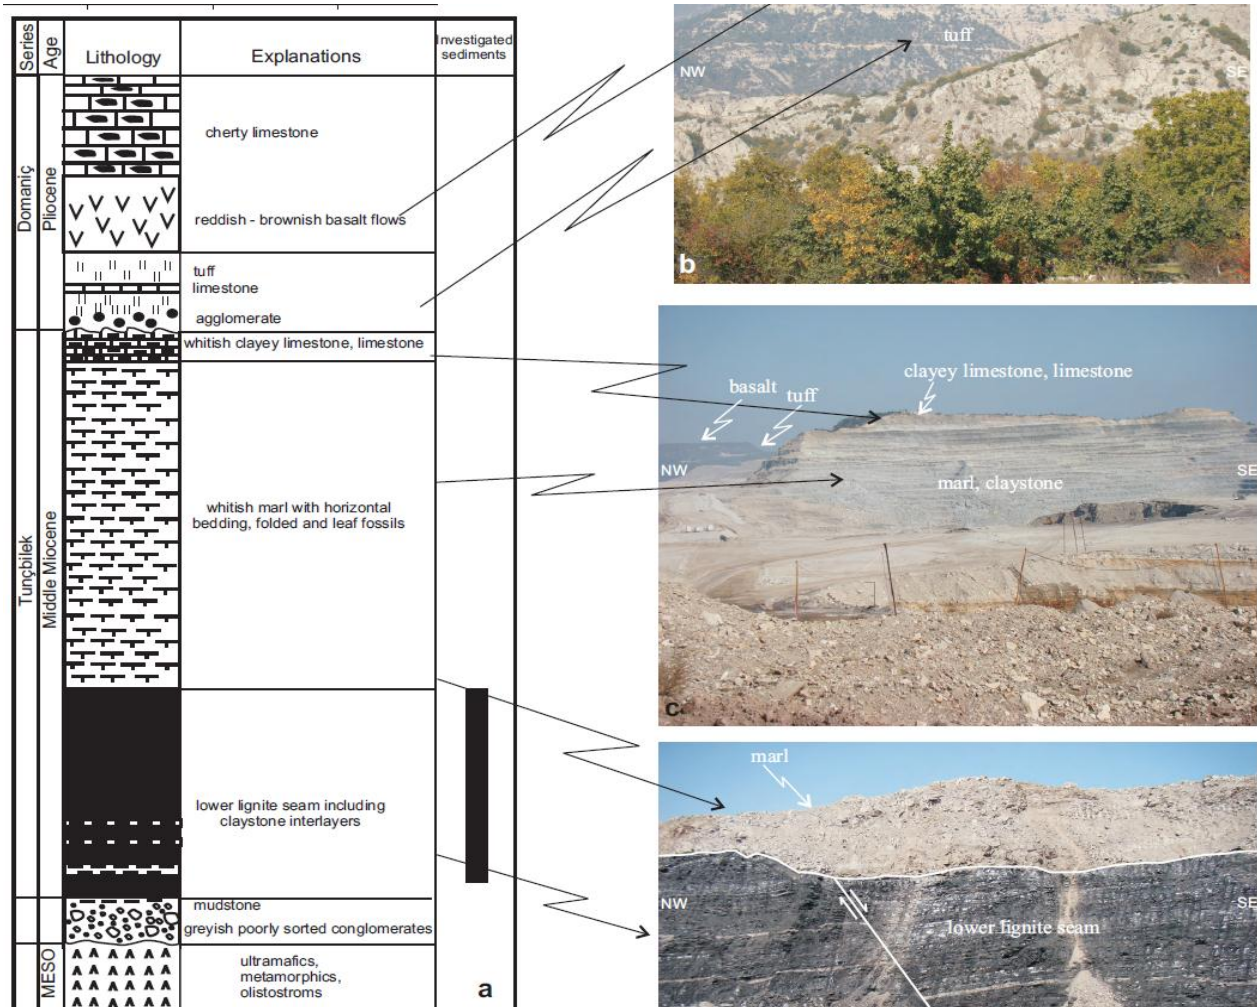 Series
Age
Lithology
Explanations
Investigated
sediments
Domaniç
Pliocene
cherty limestone
reddish - brownish basalt flows
tuff
limestone
agglomerate
Tunçbilek
Middle Miocene
whitish clayey limestone, limestone
whitish marl with horizontal
bedding, folded and leaf fossils
lower lignite seam including
claystone interlayers
mudstone
greyish poorly sorted conglomerates
MESO
ultramafics,
metamorphics,
olistostroms
a
tuff
NW
SE
b
clayey limestone, limestone
basalt
tuff
NW
SE
marl, claystone
c
marl
NW
SE
lower lignite seam